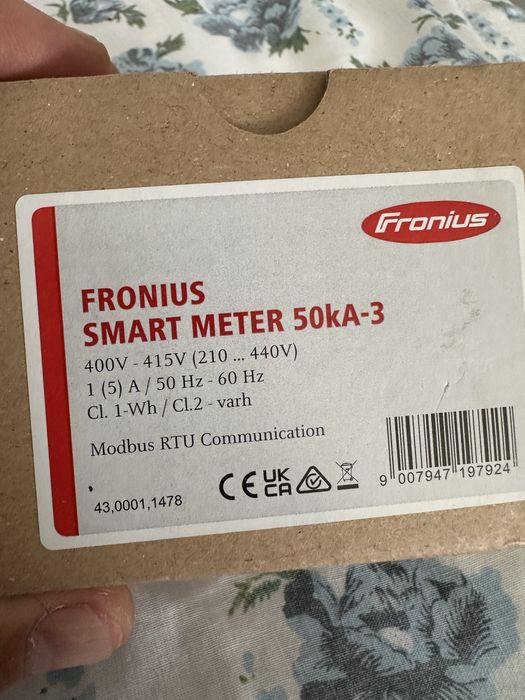 Fronius
FRONIUS
SMART METER 50kA-3
400V - 415V (210 ... 440V)
1 (5) A / 50 Hz - 60 Hz
Cl. 1-Wh / Cl.2 - varh
Modbus RTU Communication
43,0001,1478
CE UK CA
9 007947 197924